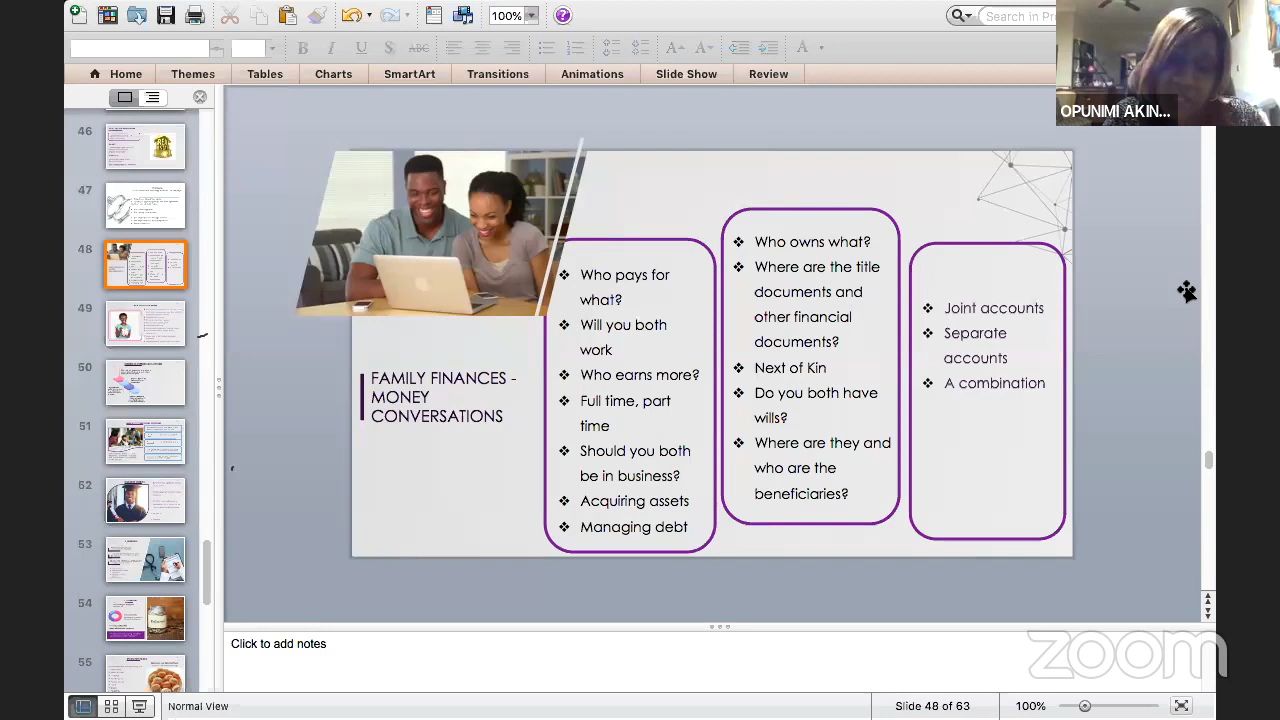 100%
Search in Pr
Home
Themes
Tables
Charts
SmartArt
Transitions
Animations
Slide Show
Review
OPUNIMI AKIN...
46
47
48
49
50
51
52
53
54
55
FAMILY FINANCES -
MONEY
CONVERSATIONS
Who pays for
what?
Will you both
work
Who earns more?
Full time, part
time
Should you both
be in business?
Acquiring assets
Managing debt
Who owns what?
Where are the title
documents and
other financial
documents?
Next of Kin
Do you both have
wills?
Where are they and
who are the
beneficiaries?
Joint accounts
Separate
accounts
A combination
Click to add notes
zoom
Normal View
Slide 48 of 63
100%